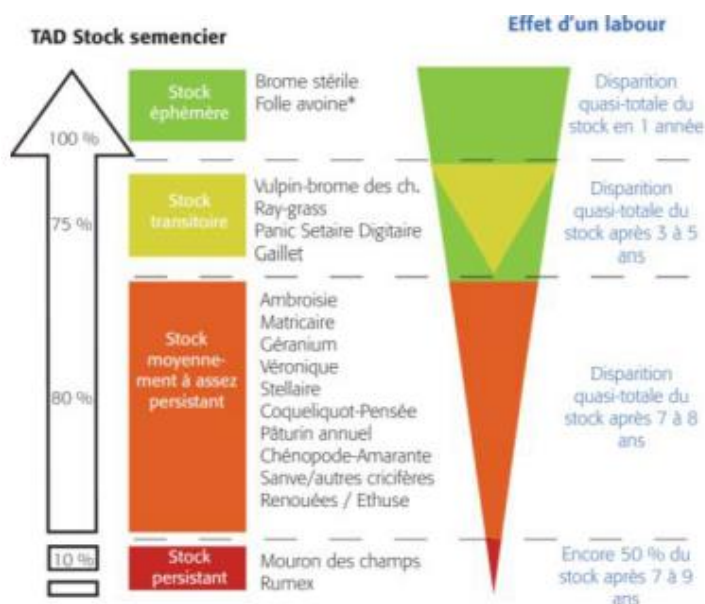 TAD Stock semencier
Effet d'un labour
100 %
Stock
éphémère
Brome stérile
Folle avoine*
Disparition
quasi-totale du
stock en 1 année
75 %
Stock
transitoire
Vulpin-brome des ch.
Ray-grass
Panic Setaire Digitaire
Gaillet
Disparition
quasi-totale du
stock après 3 à 5
ans
80 %
Stock
moyenne-
ment à assez
persistant
Ambroisie
Matricaire
Géranium
Véronique
Stellaire
Coqueliquot-Pensée
Pâturin annuel
Chénopode-Amarante
Sanve/autres cricifères
Renouées / Ethuse
Disparition
quasi-totale du
stock après 7 à 8
ans
10 %
Stock
persistant
Mouron des champs
Rumex
Encore 50 % du
stock après 7 à 9
ans